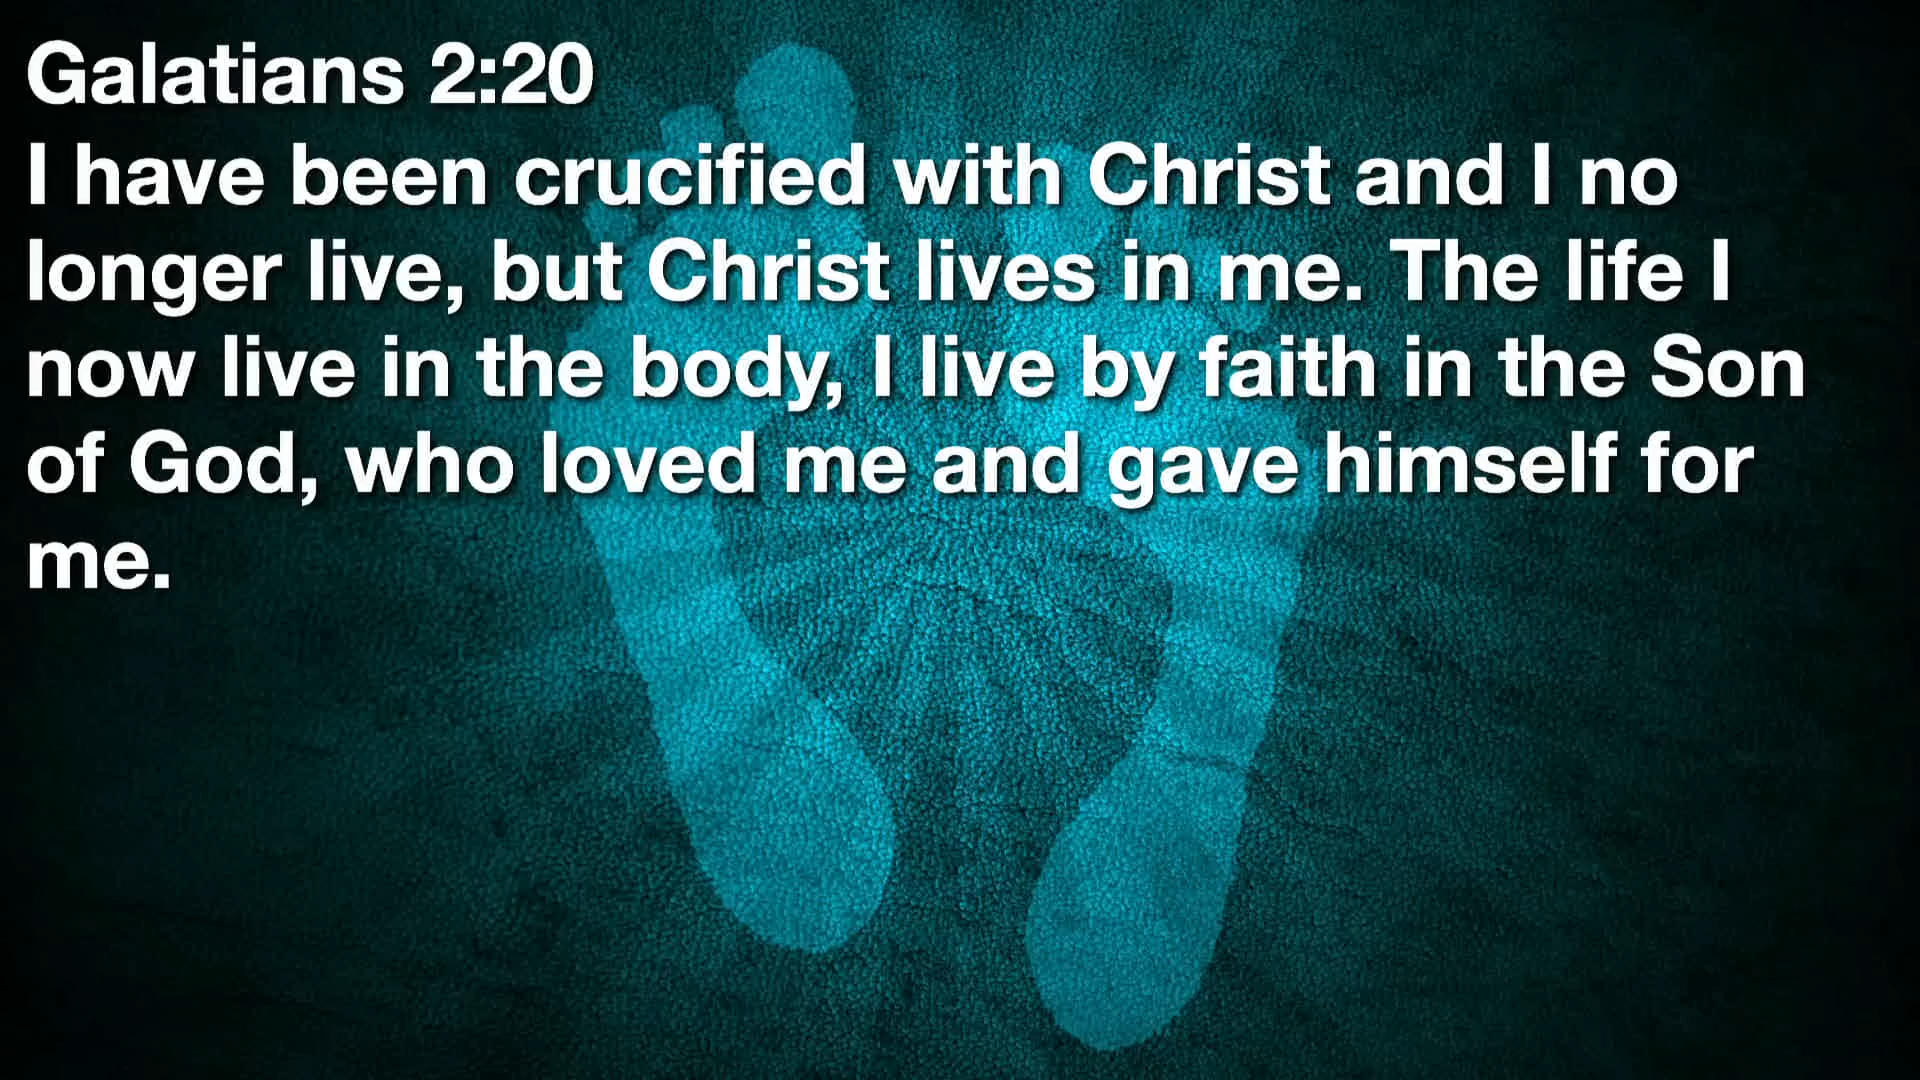 Galatians 2:20
I have been crucified with Christ and I no
longer live, but Christ lives in me. The life I
now live in the body, I live by faith in the Son
of God, who loved me and gave himself for
me.